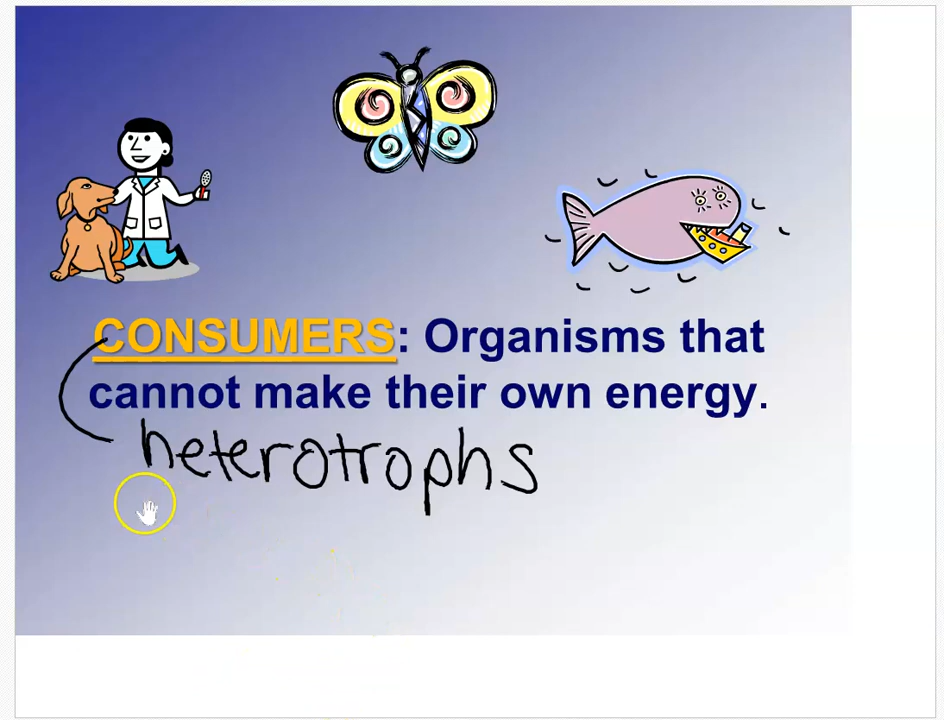 CONSUMERS: Organisms that
cannot make their own energy.
heterotrophs